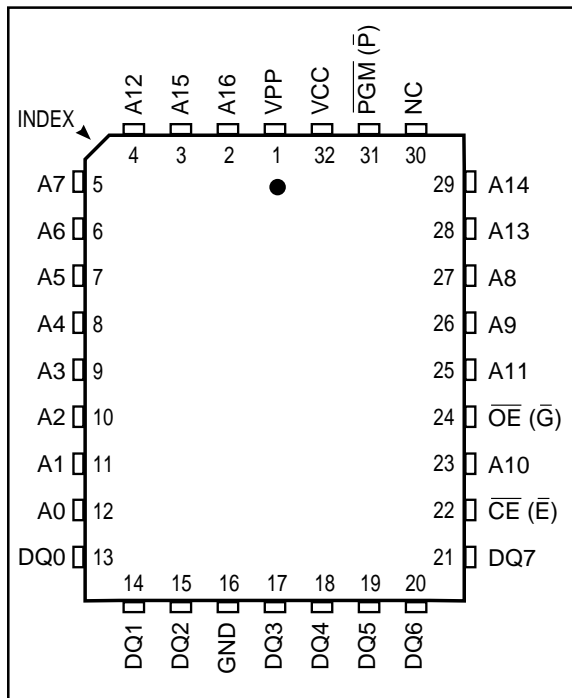 A12 A15 A16 VPP VCC P̅G̅M̅ (P̅) NC
INDEX
4 3 2 1 32 31 30
A7 5 29 A14
A6 6 28 A13
A5 7 27 A8
A4 8 26 A9
A3 9 25 A11
A2 10 24 O̅E̅ (G̅)
A1 11 23 A10
A0 12 22 C̅E̅ (E̅)
DQ0 13 21 DQ7
14 15 16 17 18 19 20
DQ1 DQ2 GND DQ3 DQ4 DQ5 DQ6